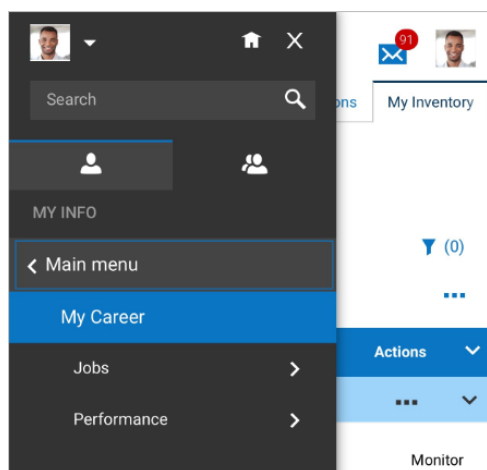 X
91
Search
ons
My Inventory
MY INFO
Main menu
(0)
My Career
Actions
Jobs
Performance
Monitor